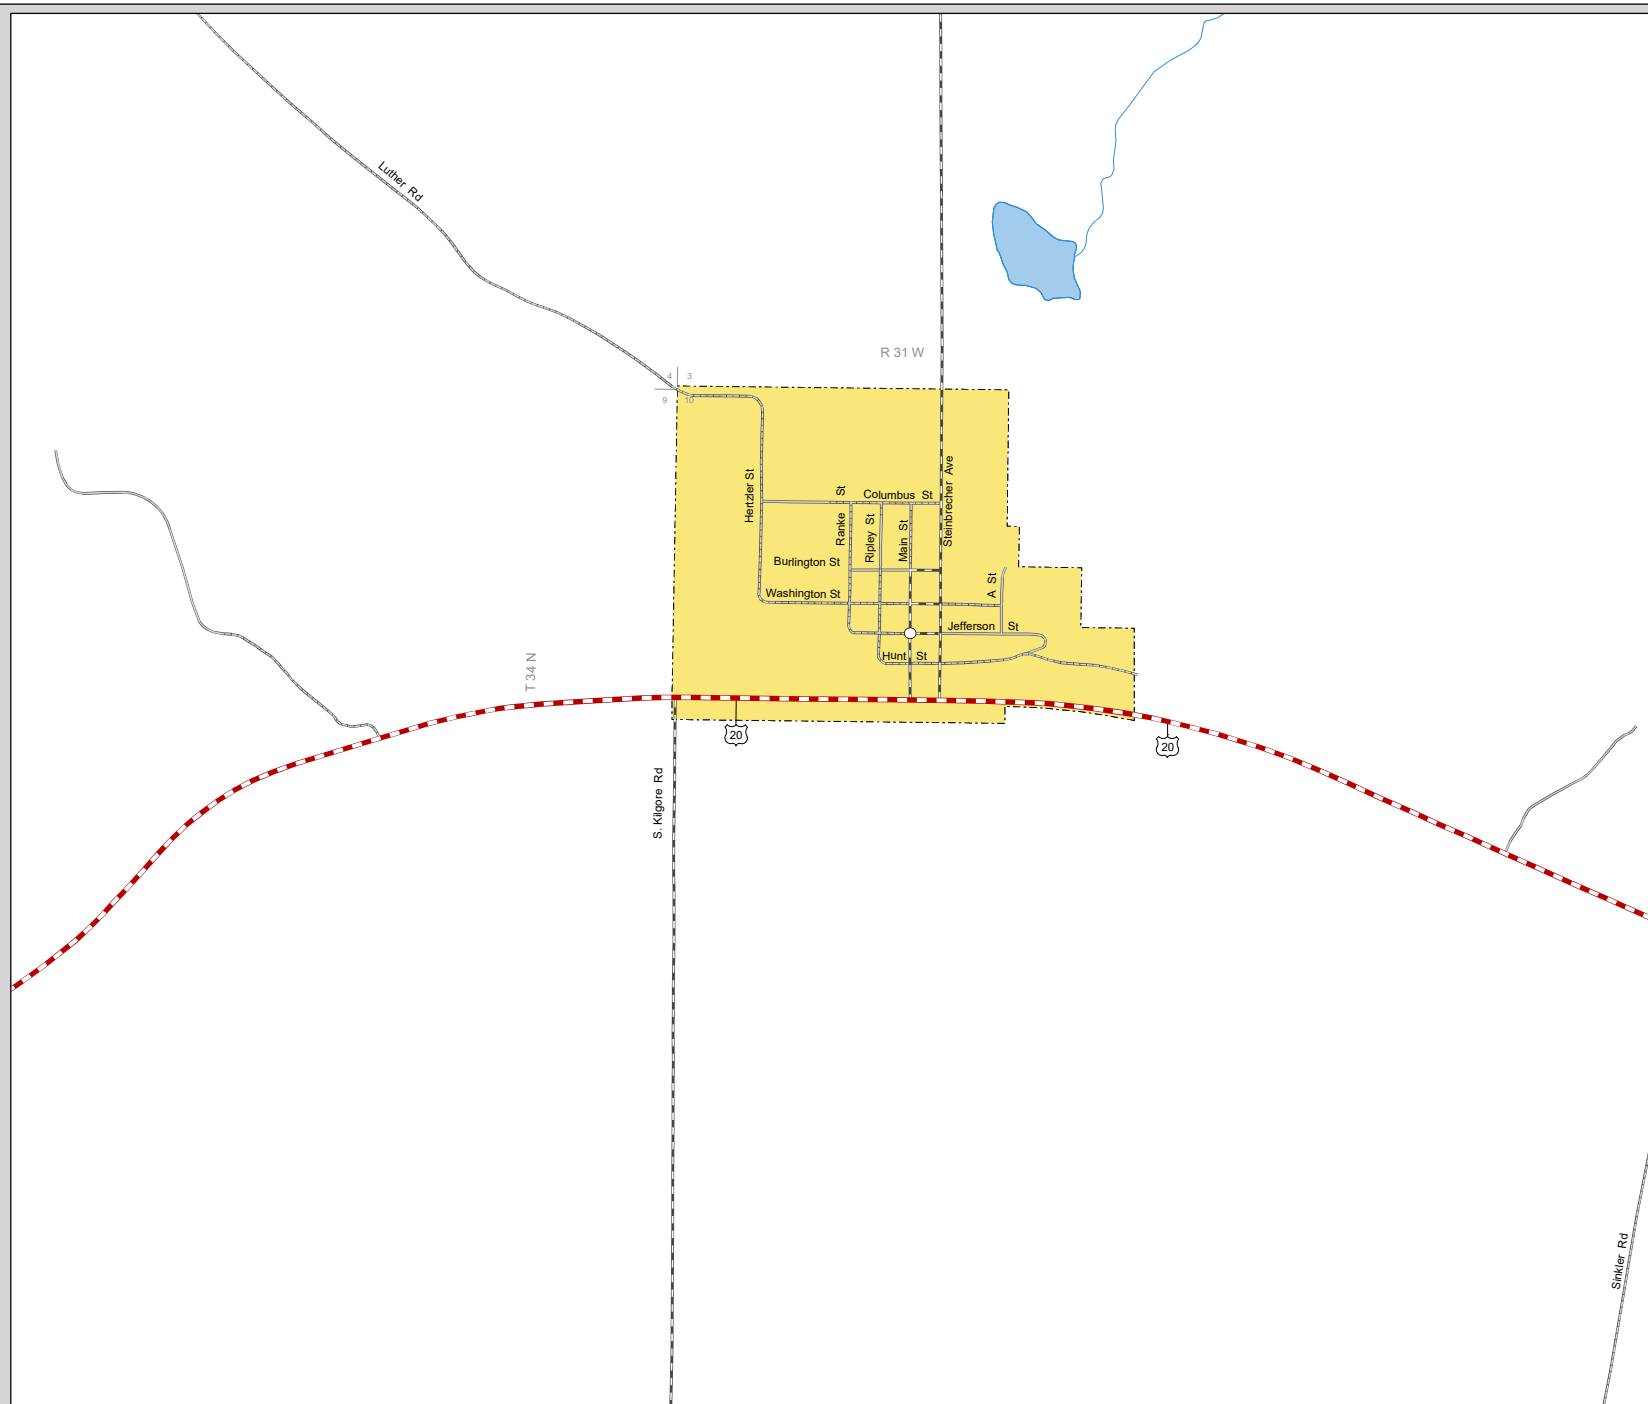 Luther Rd
R 31 W
4 3
9 10
Hertzler St
Ranke St
Columbus St
Ripley St
Main St
Steinbrecher Ave
Burlington St
A St
Washington St
Jefferson St
Hunt St
T 34 N
20
20
S. Kilgore Rd
Sinkler Rd